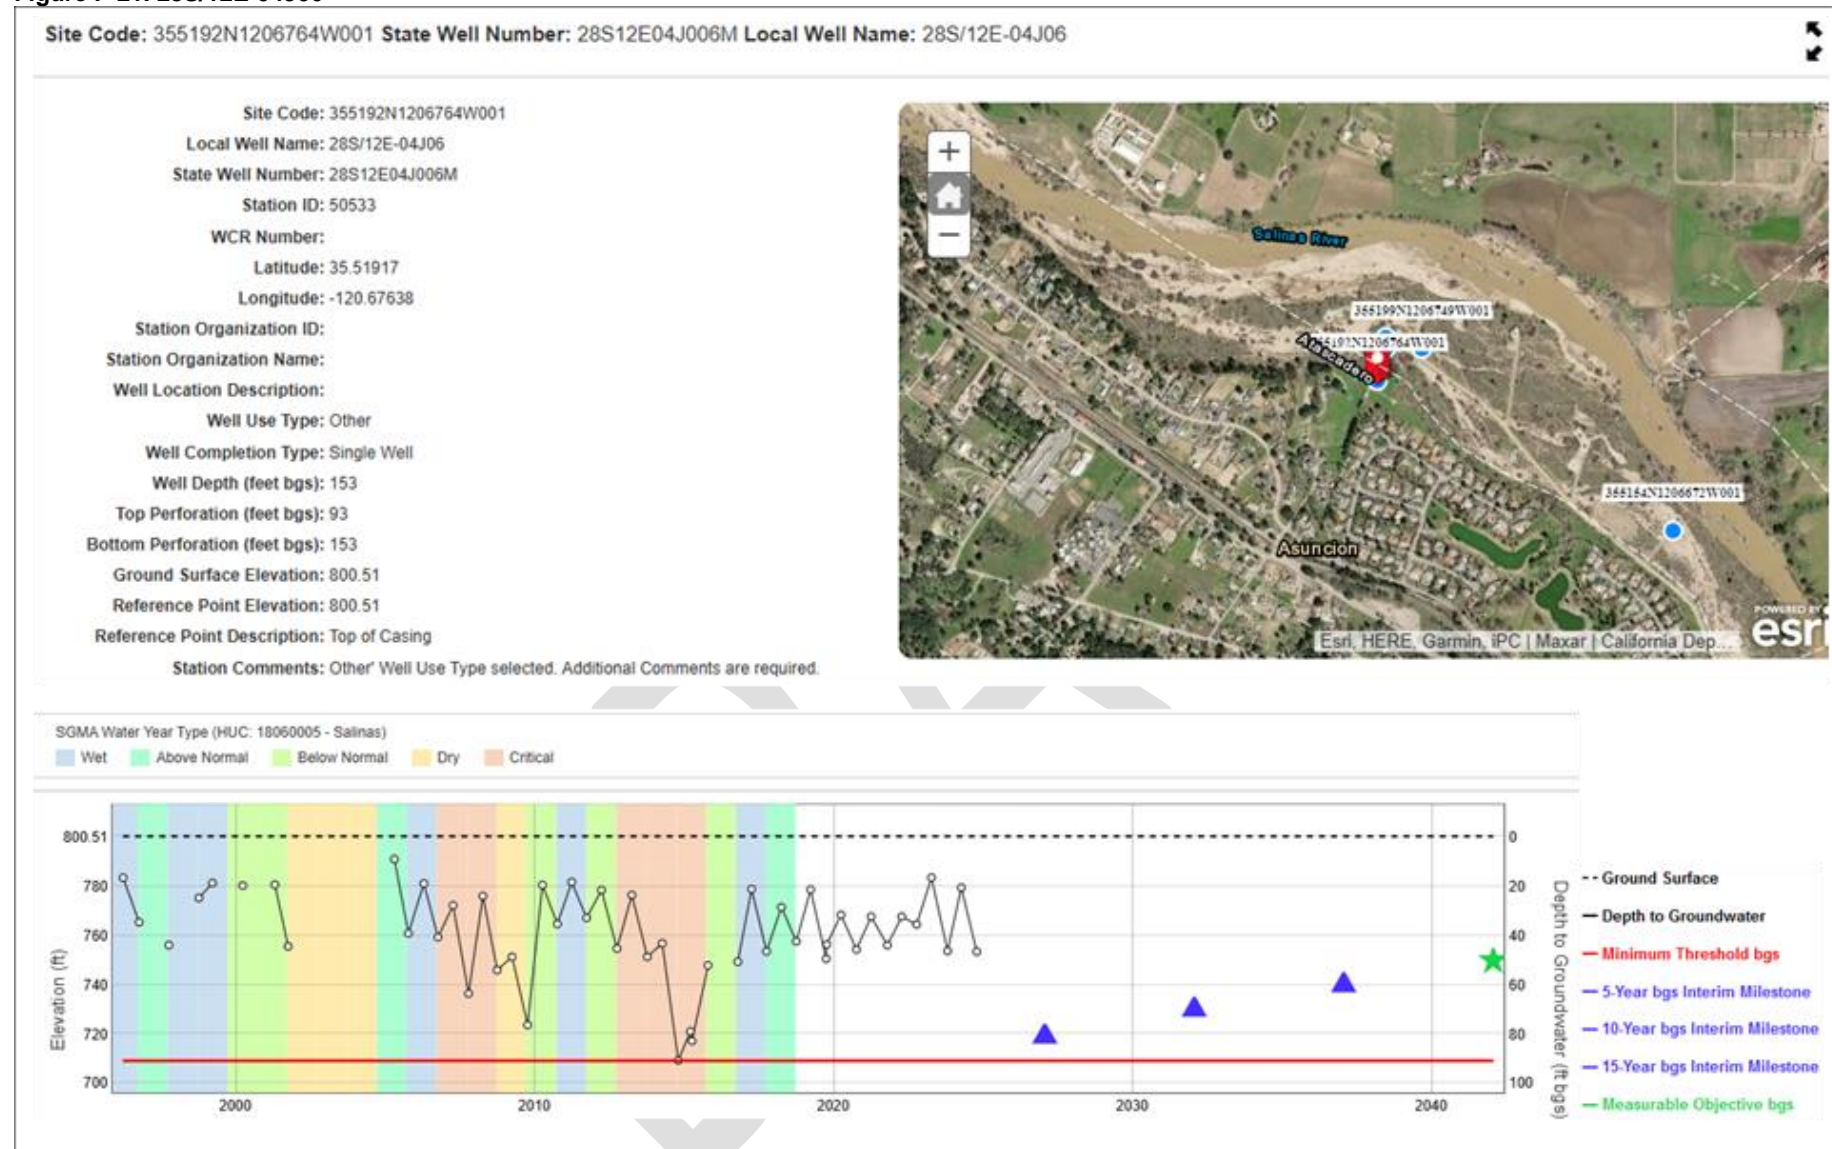 Site Code: 355192N1206764W001 State Well Number: 28S12E04J006M Local Well Name: 28S/12E-04J06
Site Code: 355192N1206764W001
Local Well Name: 28S/12E-04J06
State Well Number: 28S12E04J006M
Station ID: 50533
WCR Number:
Latitude: 35.51917
Longitude: -120.67638
Station Organization ID:
Station Organization Name:
Well Location Description:
Well Use Type: Other
Well Completion Type: Single Well
Well Depth (feet bgs): 153
Top Perforation (feet bgs): 93
Bottom Perforation (feet bgs): 153
Ground Surface Elevation: 800.51
Reference Point Elevation: 800.51
Reference Point Description: Top of Casing
Station Comments: Other' Well Use Type selected. Additional Comments are required.
+
−
Salinas River
355199N1206749W001
55192N1206764W001
Atascadero
355154N1206672W001
Asuncion
POWERED BY
esri
Esri, HERE, Garmin, iPC | Maxar | California Dep...
SGMA Water Year Type (HUC: 18060005 - Salinas)
Wet Above Normal Below Normal Dry Critical
Elevation (ft)
800.51
780
760
740
720
700
2000 2010 2020 2030 2040
0
20
40
60
80
100
Depth to Groundwater (ft bgs)
Ground Surface
Depth to Groundwater
Minimum Threshold bgs
5-Year bgs Interim Milestone
10-Year bgs Interim Milestone
15-Year bgs Interim Milestone
Measurable Objective bgs